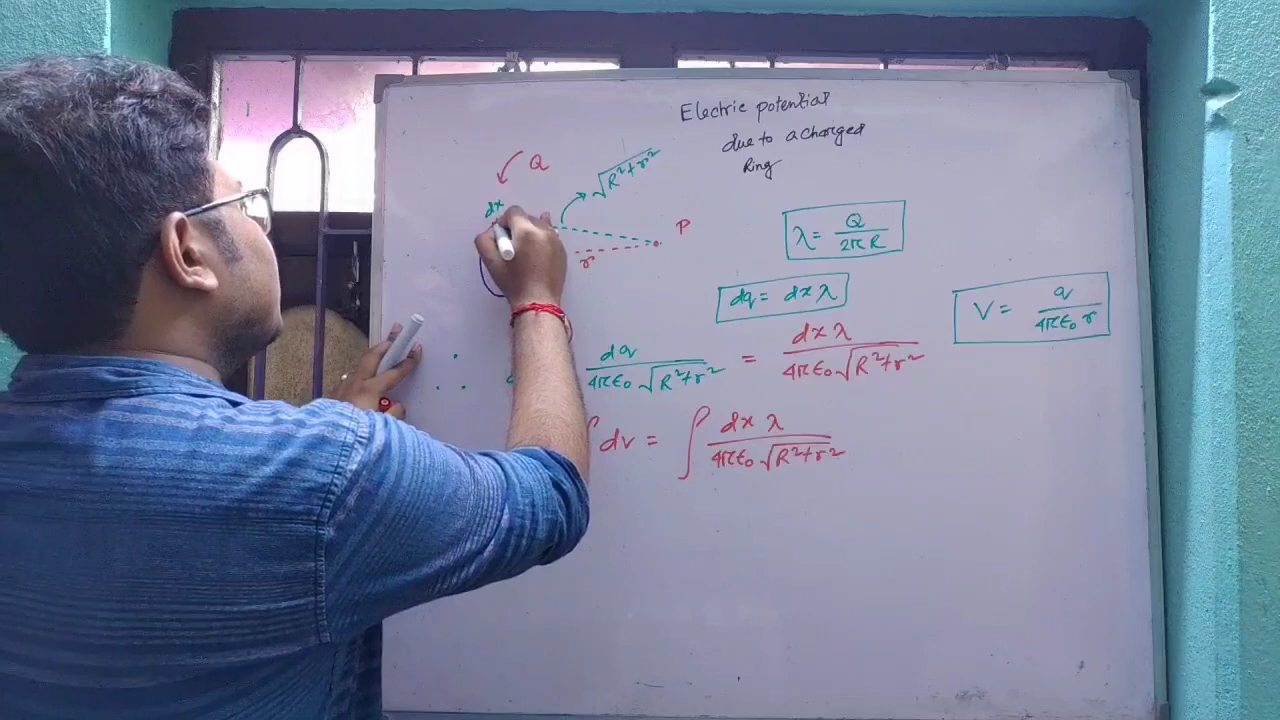 Electric potential
due to a charged
Ring
Q
√R²+r²
dx
P
r
λ = Q / 2πR
dq = dx λ
V = q / 4πε₀ r
∴ dq / 4πε₀ √R²+r² = dx λ / 4πε₀ √R²+r²
∫ dv = ∫ dx λ / 4πε₀ √R²+r²